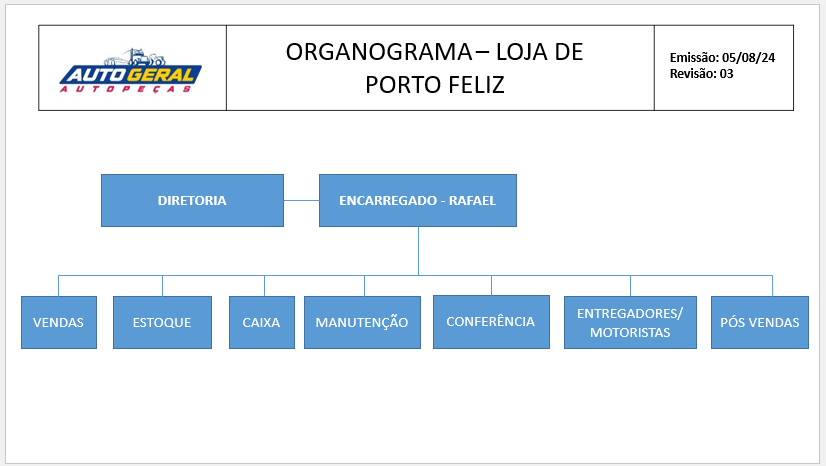 AUTO GERAL
AUTOPEÇAS
ORGANOGRAMA – LOJA DE
PORTO FELIZ
Emissão: 05/08/24
Revisão: 03
DIRETORIA
ENCARREGADO - RAFAEL
VENDAS
ESTOQUE
CAIXA
MANUTENÇÃO
CONFERÊNCIA
ENTREGADORES/
MOTORISTAS
PÓS VENDAS